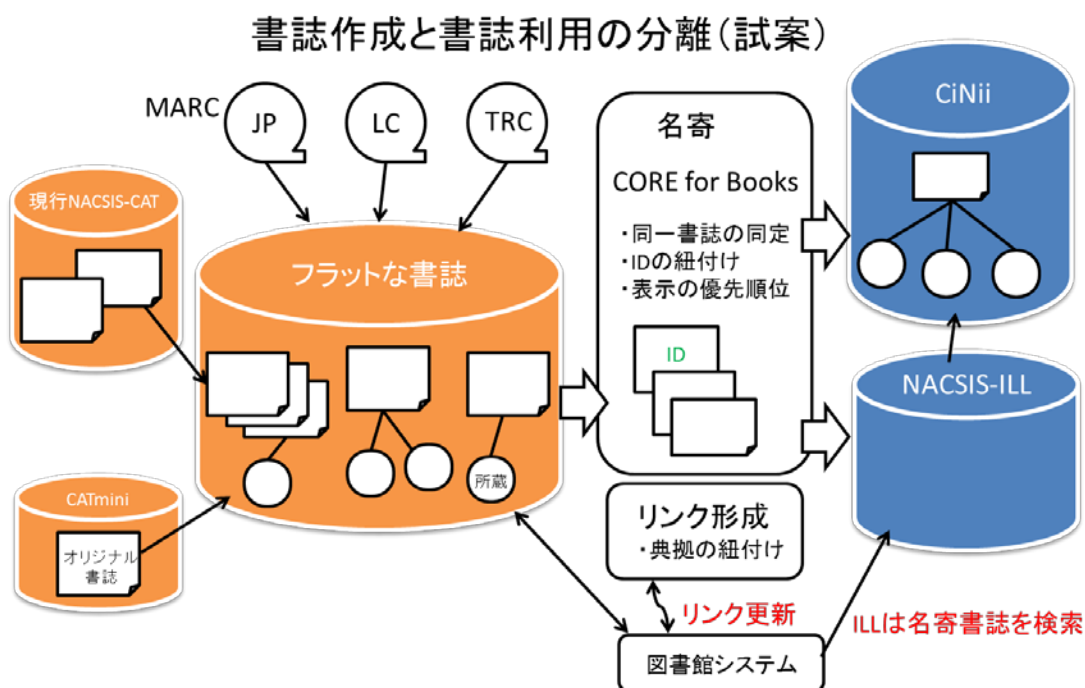 書誌作成と書誌利用の分離(試案)
MARC
JP
LC
TRC
現行NACSIS-CAT
フラットな書誌
所蔵
CATmini
オリジナル
書誌
名寄
CORE for Books
・同一書誌の同定
・IDの紐付け
・表示の優先順位
ID
リンク形成
・典拠の紐付け
リンク更新
図書館システム
CiNii
NACSIS-ILL
ILLは名寄書誌を検索